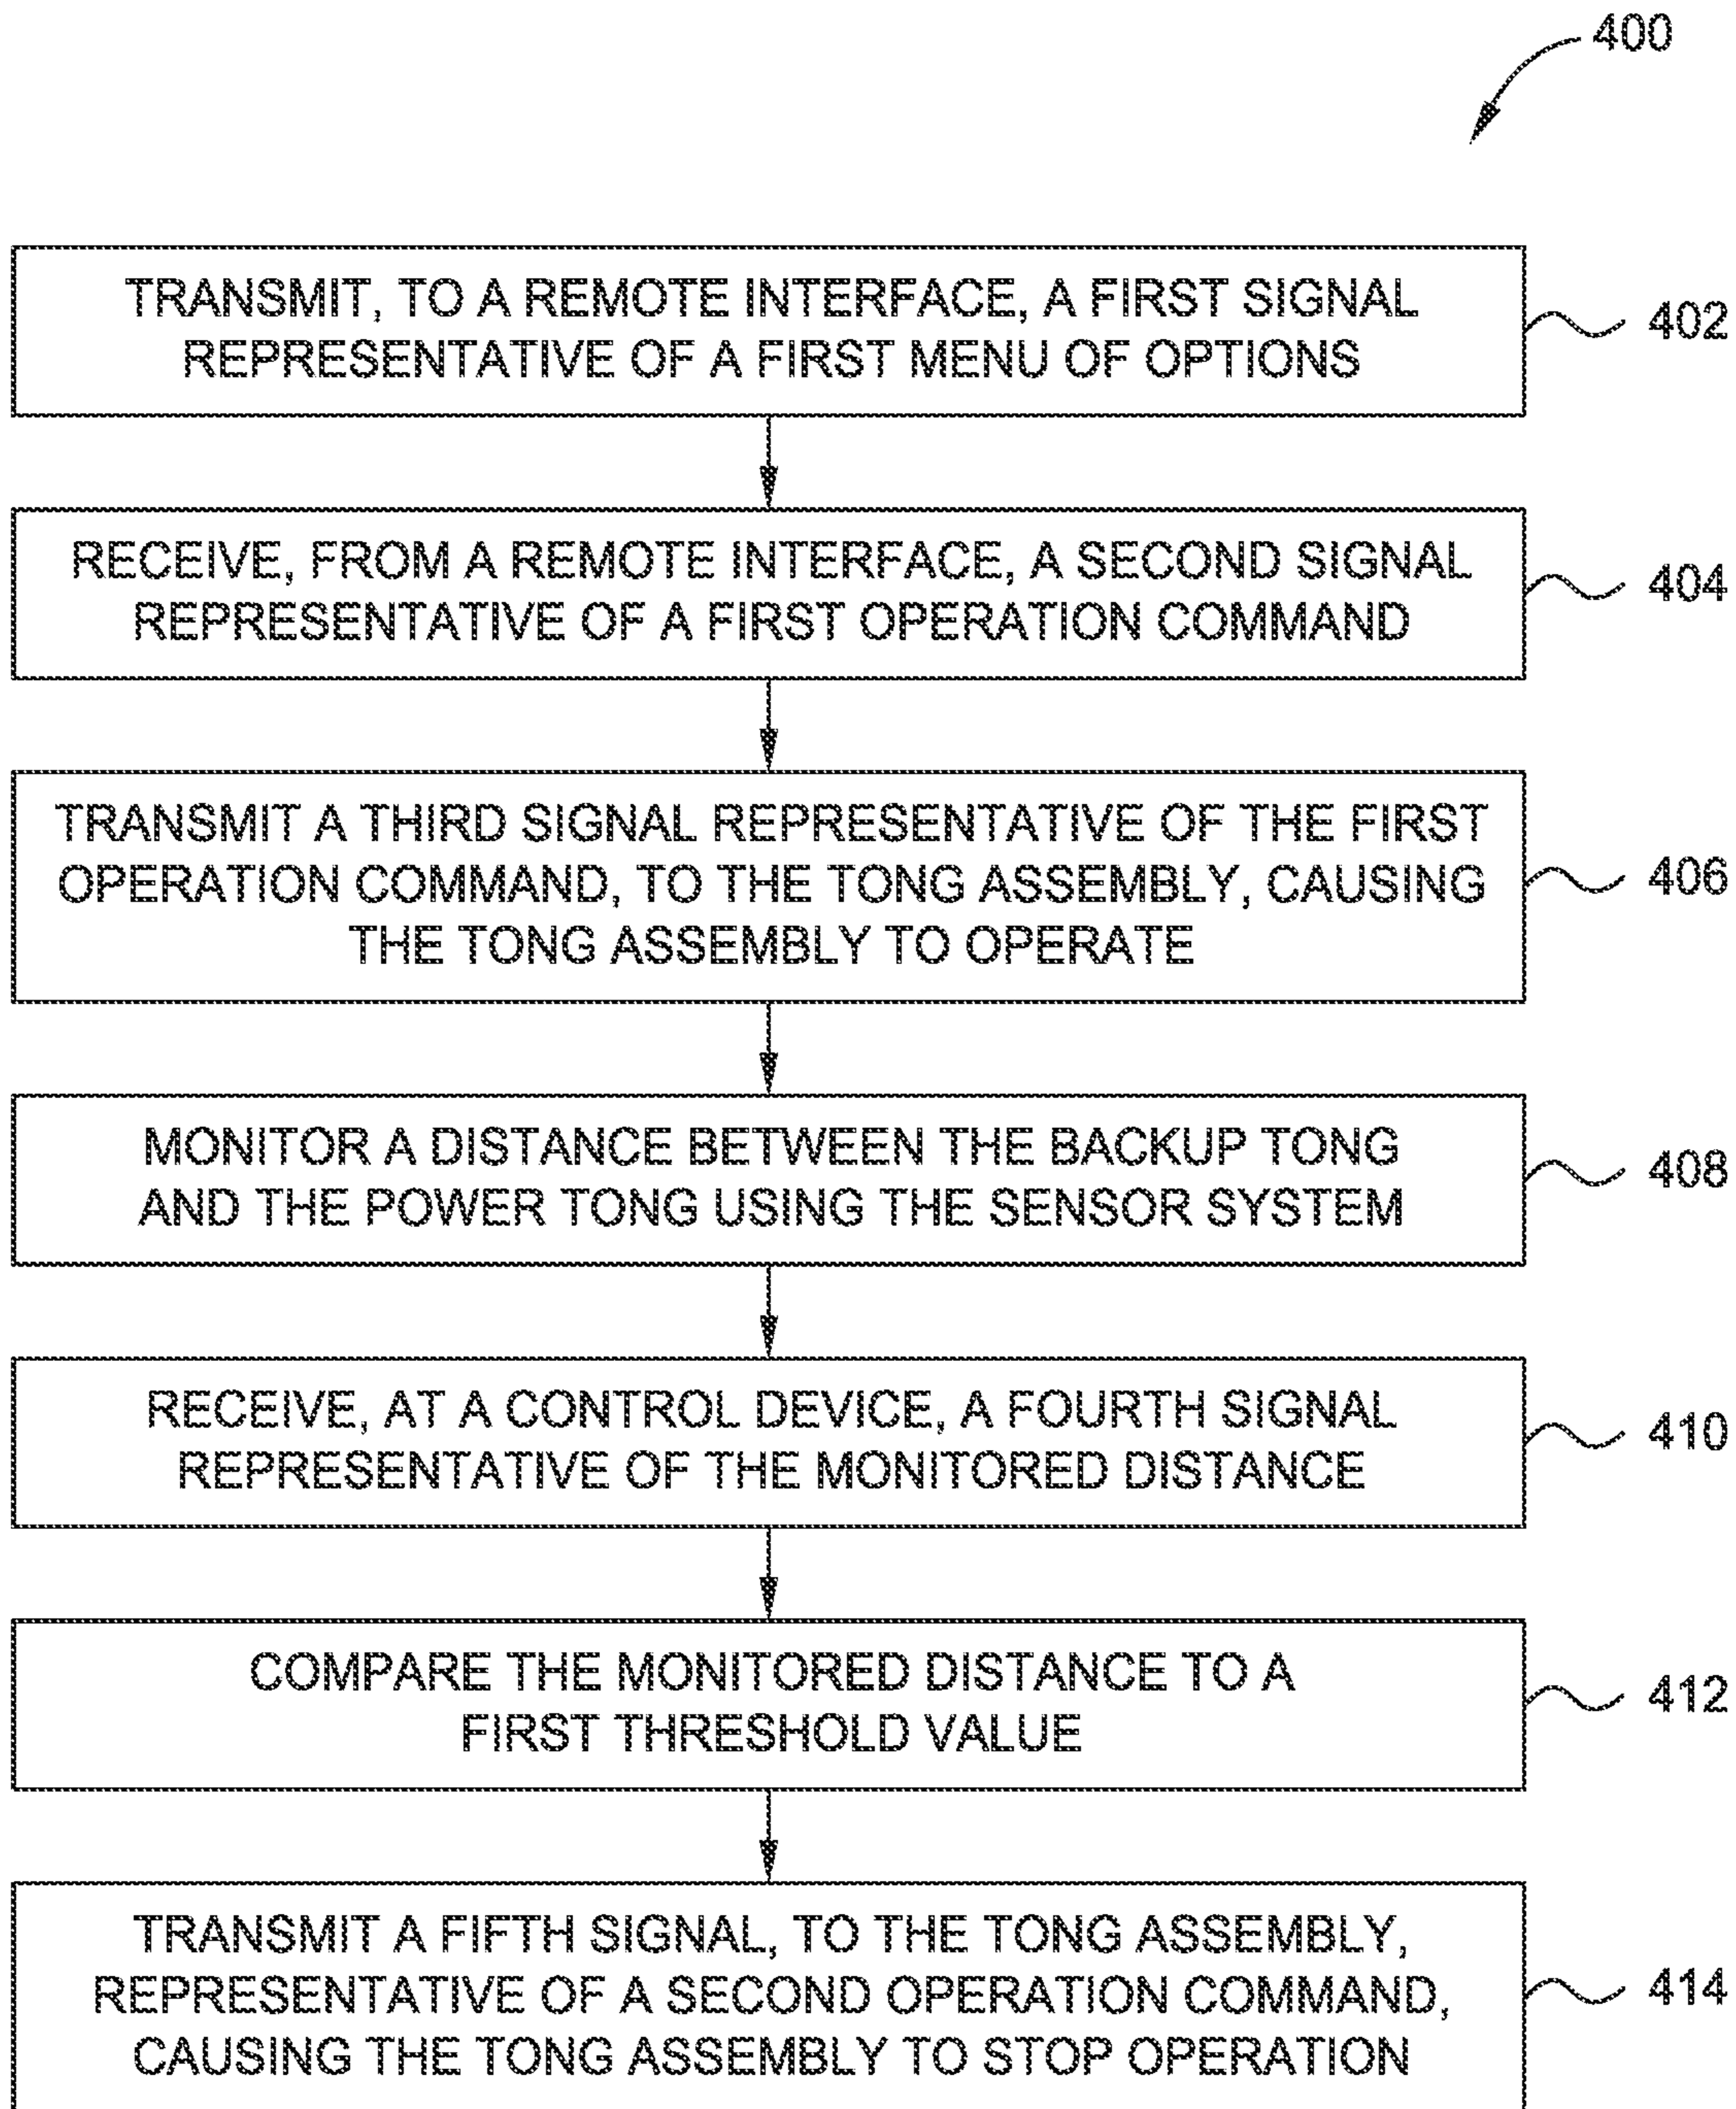 400
TRANSMIT, TO A REMOTE INTERFACE, A FIRST SIGNAL
REPRESENTATIVE OF A FIRST MENU OF OPTIONS
402
RECEIVE, FROM A REMOTE INTERFACE, A SECOND SIGNAL
REPRESENTATIVE OF A FIRST OPERATION COMMAND
404
TRANSMIT A THIRD SIGNAL REPRESENTATIVE OF THE FIRST
OPERATION COMMAND, TO THE TONG ASSEMBLY, CAUSING
THE TONG ASSEMBLY TO OPERATE
406
MONITOR A DISTANCE BETWEEN THE BACKUP TONG
AND THE POWER TONG USING THE SENSOR SYSTEM
408
RECEIVE, AT A CONTROL DEVICE, A FOURTH SIGNAL
REPRESENTATIVE OF THE MONITORED DISTANCE
410
COMPARE THE MONITORED DISTANCE TO A
FIRST THRESHOLD VALUE
412
TRANSMIT A FIFTH SIGNAL, TO THE TONG ASSEMBLY,
REPRESENTATIVE OF A SECOND OPERATION COMMAND,
CAUSING THE TONG ASSEMBLY TO STOP OPERATION
414